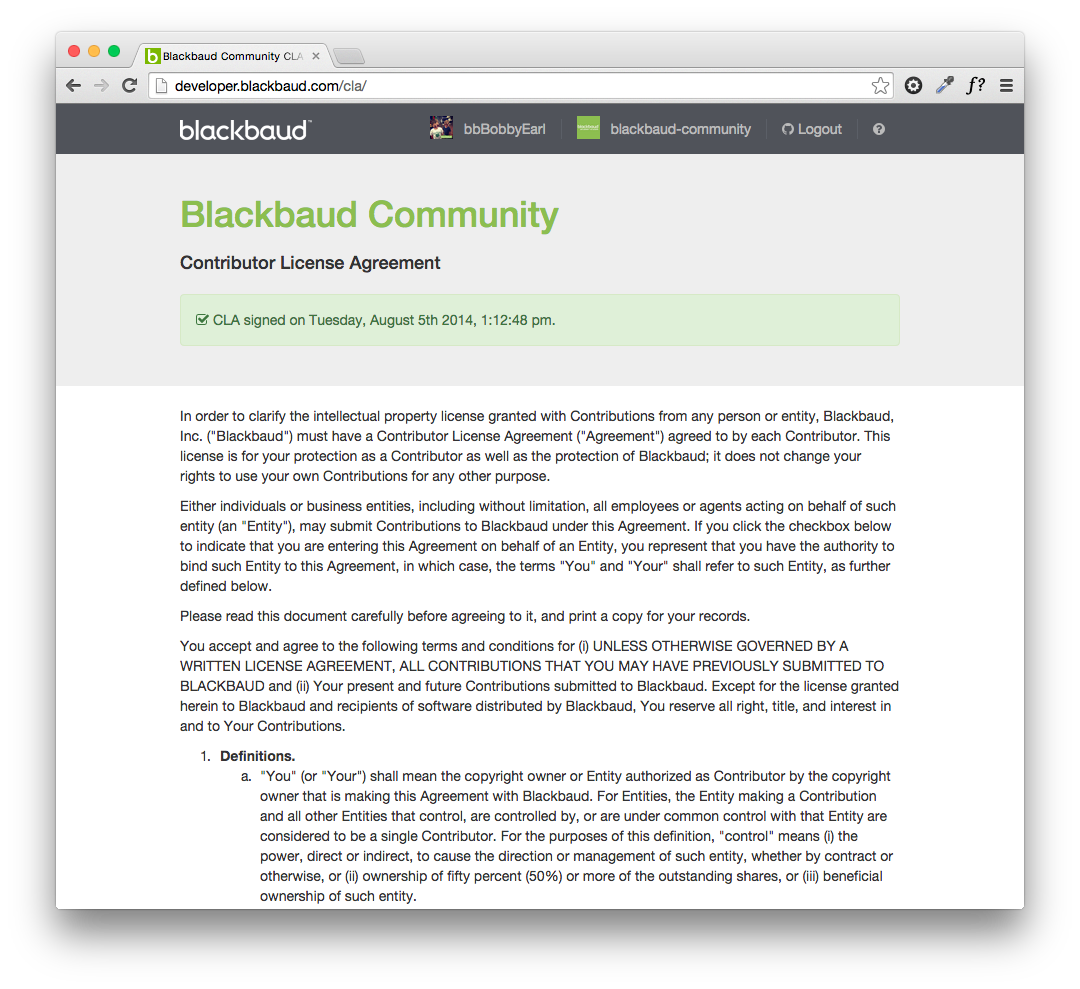 Blackbaud Community CLA
developer.blackbaud.com/cla/
f?
blackbaud™
bbBobbyEarl
blackbaud-community
Logout
Blackbaud Community
Contributor License Agreement
CLA signed on Tuesday, August 5th 2014, 1:12:48 pm.
In order to clarify the intellectual property license granted with Contributions from any person or entity, Blackbaud,
Inc. ("Blackbaud") must have a Contributor License Agreement ("Agreement") agreed to by each Contributor. This
license is for your protection as a Contributor as well as the protection of Blackbaud; it does not change your
rights to use your own Contributions for any other purpose.
Either individuals or business entities, including without limitation, all employees or agents acting on behalf of such
entity (an "Entity"), may submit Contributions to Blackbaud under this Agreement. If you click the checkbox below
to indicate that you are entering this Agreement on behalf of an Entity, you represent that you have the authority to
bind such Entity to this Agreement, in which case, the terms "You" and "Your" shall refer to such Entity, as further
defined below.
Please read this document carefully before agreeing to it, and print a copy for your records.
You accept and agree to the following terms and conditions for (i) UNLESS OTHERWISE GOVERNED BY A
WRITTEN LICENSE AGREEMENT, ALL CONTRIBUTIONS THAT YOU MAY HAVE PREVIOUSLY SUBMITTED TO
BLACKBAUD and (ii) Your present and future Contributions submitted to Blackbaud. Except for the license granted
herein to Blackbaud and recipients of software distributed by Blackbaud, You reserve all right, title, and interest in
and to Your Contributions.
1. Definitions.
a. "You" (or "Your") shall mean the copyright owner or Entity authorized as Contributor by the copyright
owner that is making this Agreement with Blackbaud. For Entities, the Entity making a Contribution
and all other Entities that control, are controlled by, or are under common control with that Entity are
considered to be a single Contributor. For the purposes of this definition, "control" means (i) the
power, direct or indirect, to cause the direction or management of such entity, whether by contract or
otherwise, or (ii) ownership of fifty percent (50%) or more of the outstanding shares, or (iii) beneficial
ownership of such entity.